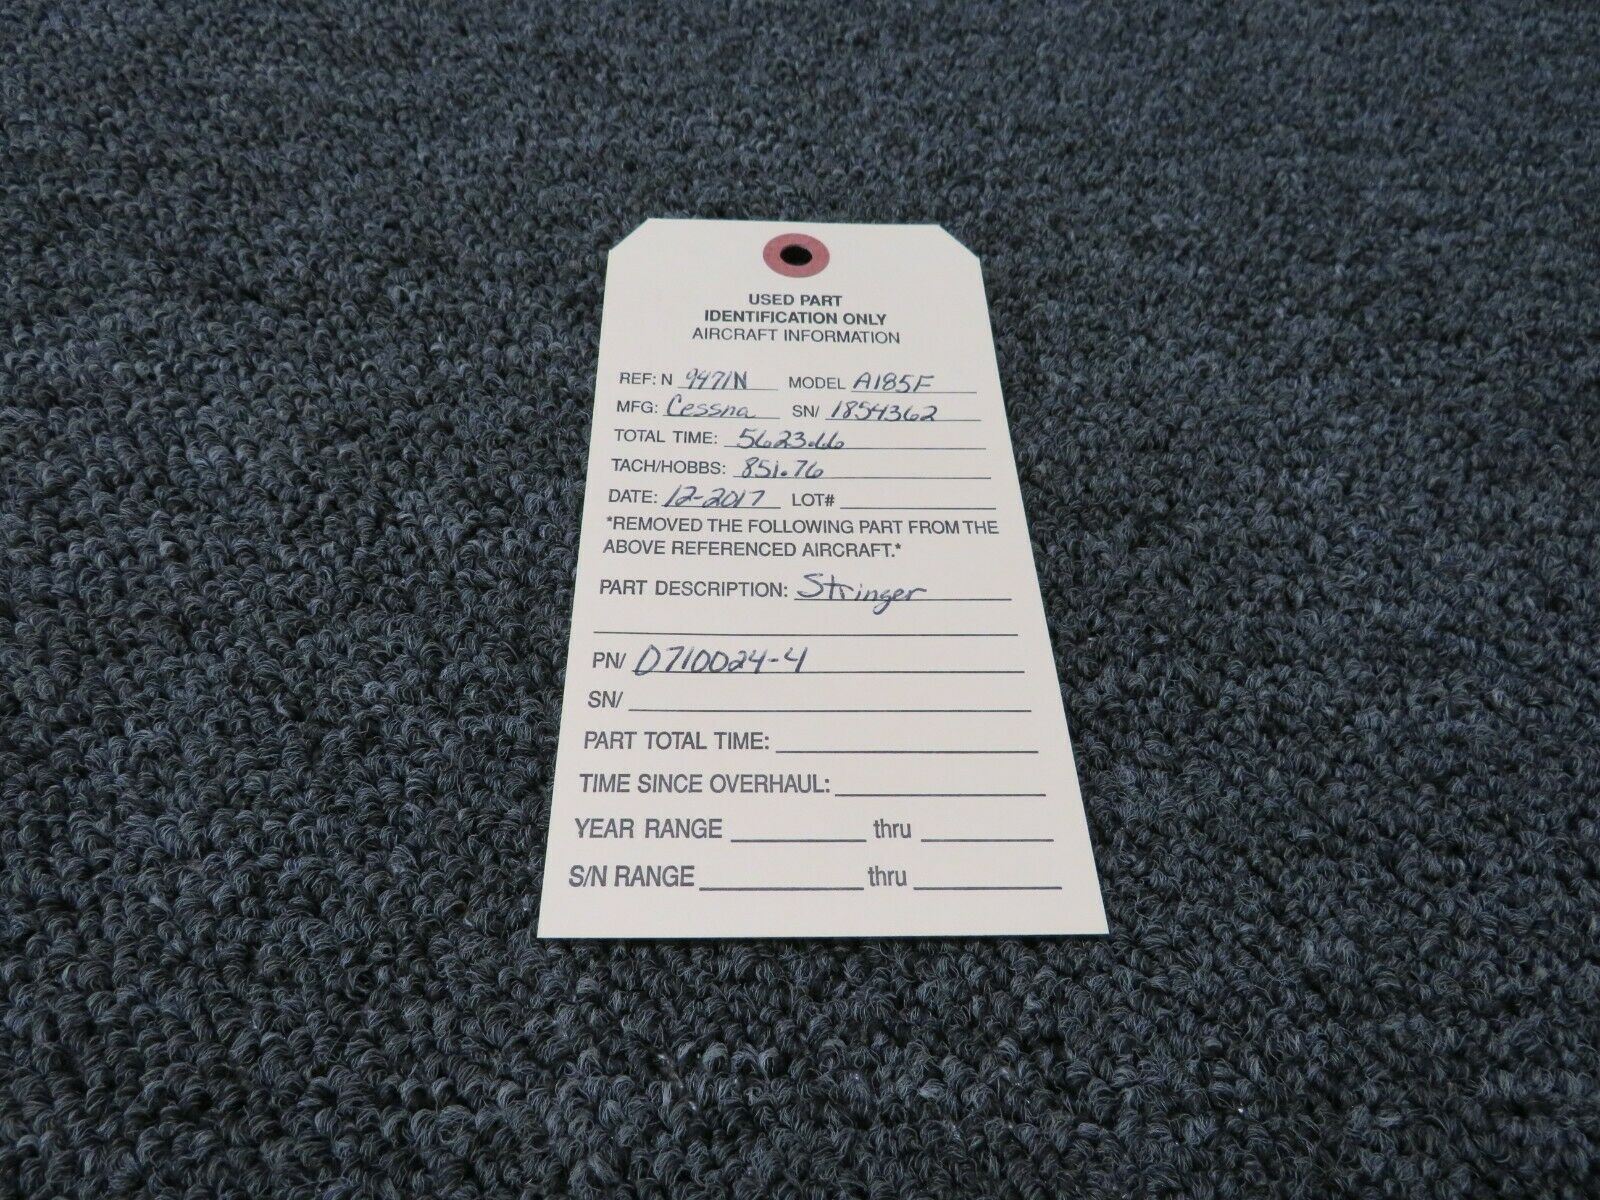 USED PART
IDENTIFICATION ONLY
AIRCRAFT INFORMATION
REF: N 9471N MODEL A185F
MFG: Cessna SN/ 1854362
TOTAL TIME: 5623.66
TACH/HOBBS: 851.76
DATE: 12-2017 LOT#
*REMOVED THE FOLLOWING PART FROM THE
ABOVE REFERENCED AIRCRAFT.*
PART DESCRIPTION: Stringer
PN/ 0710024-4
SN/
PART TOTAL TIME:
TIME SINCE OVERHAUL:
YEAR RANGE thru
S/N RANGE thru